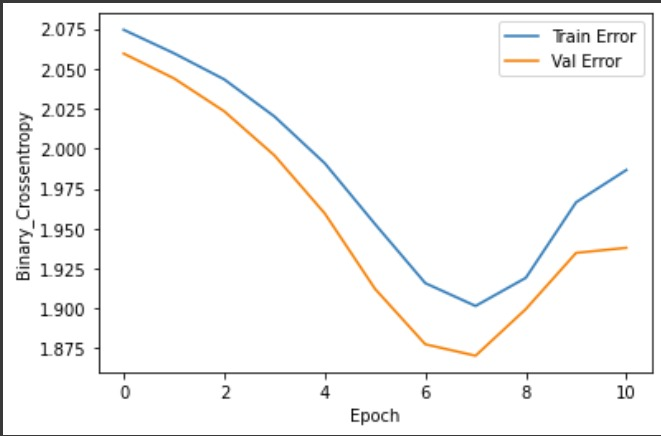 Train Error
Val Error
2.075
2.050
2.025
2.000
1.975
1.950
1.925
1.900
1.875
Binary_Crossentropy
0 2 4 6 8 10
Epoch